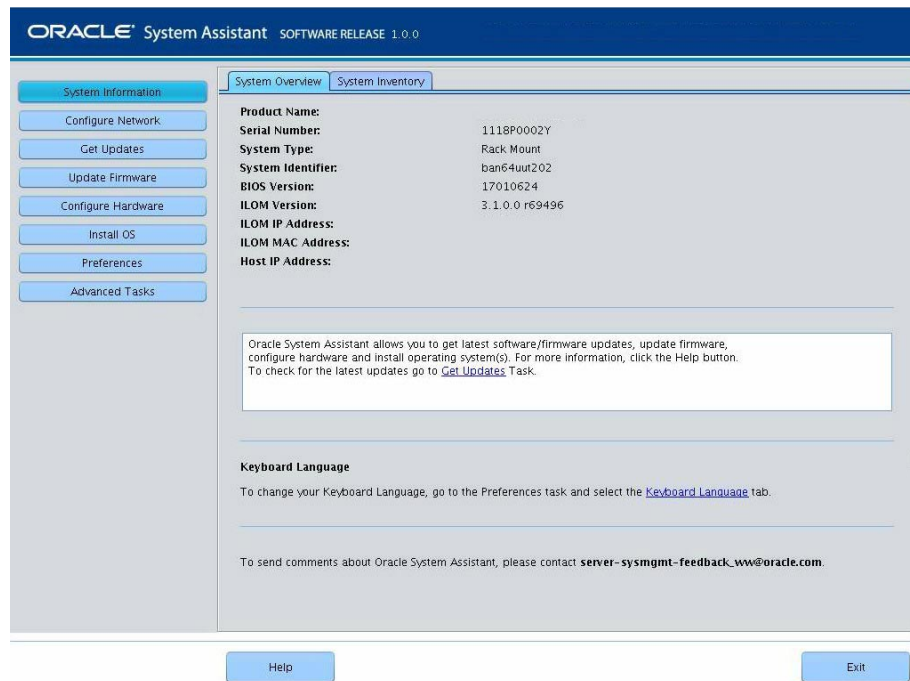 ORACLE System Assistant SOFTWARE RELEASE 1.0.0
System Overview System Inventory
System Information
Configure Network
Get Updates
Update Firmware
Configure Hardware
Install OS
Preferences
Advanced Tasks
Product Name:
Serial Number: 1118P0002Y
System Type: Rack Mount
System Identifier: ban64uut202
BIOS Version: 17010624
ILOM Version: 3.1.0.0 r69496
ILOM IP Address:
ILOM MAC Address:
Host IP Address:
Oracle System Assistant allows you to get latest software/firmware updates, update firmware,
configure hardware and install operating system(s). For more information, click the Help button.
To check for the latest updates go to Get Updates Task.
Keyboard Language
To change your Keyboard Language, go to the Preferences task and select the Keyboard Language tab.
To send comments about Oracle System Assistant, please contact server-sysmgmt-feedback_ww@oracle.com.
Help Exit